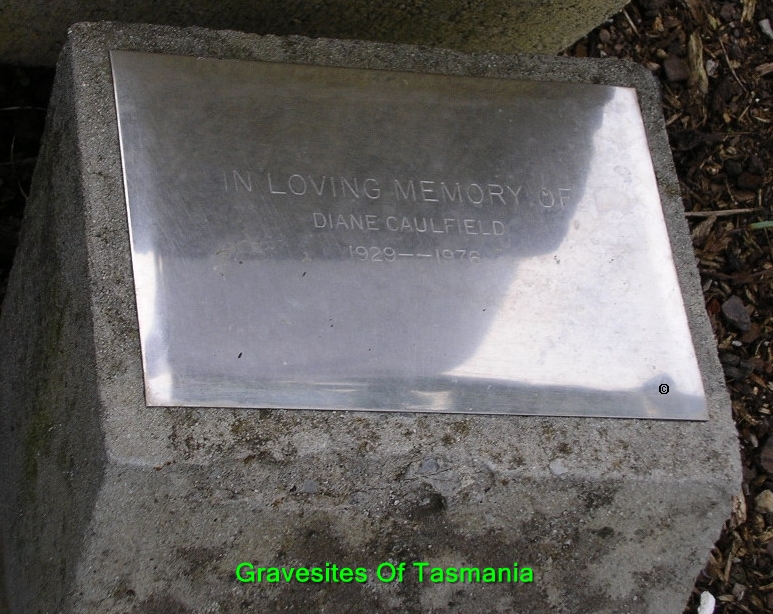 IN LOVING MEMORY OF
DIANE CAULFIELD
1929--1976
©
Gravesites Of Tasmania